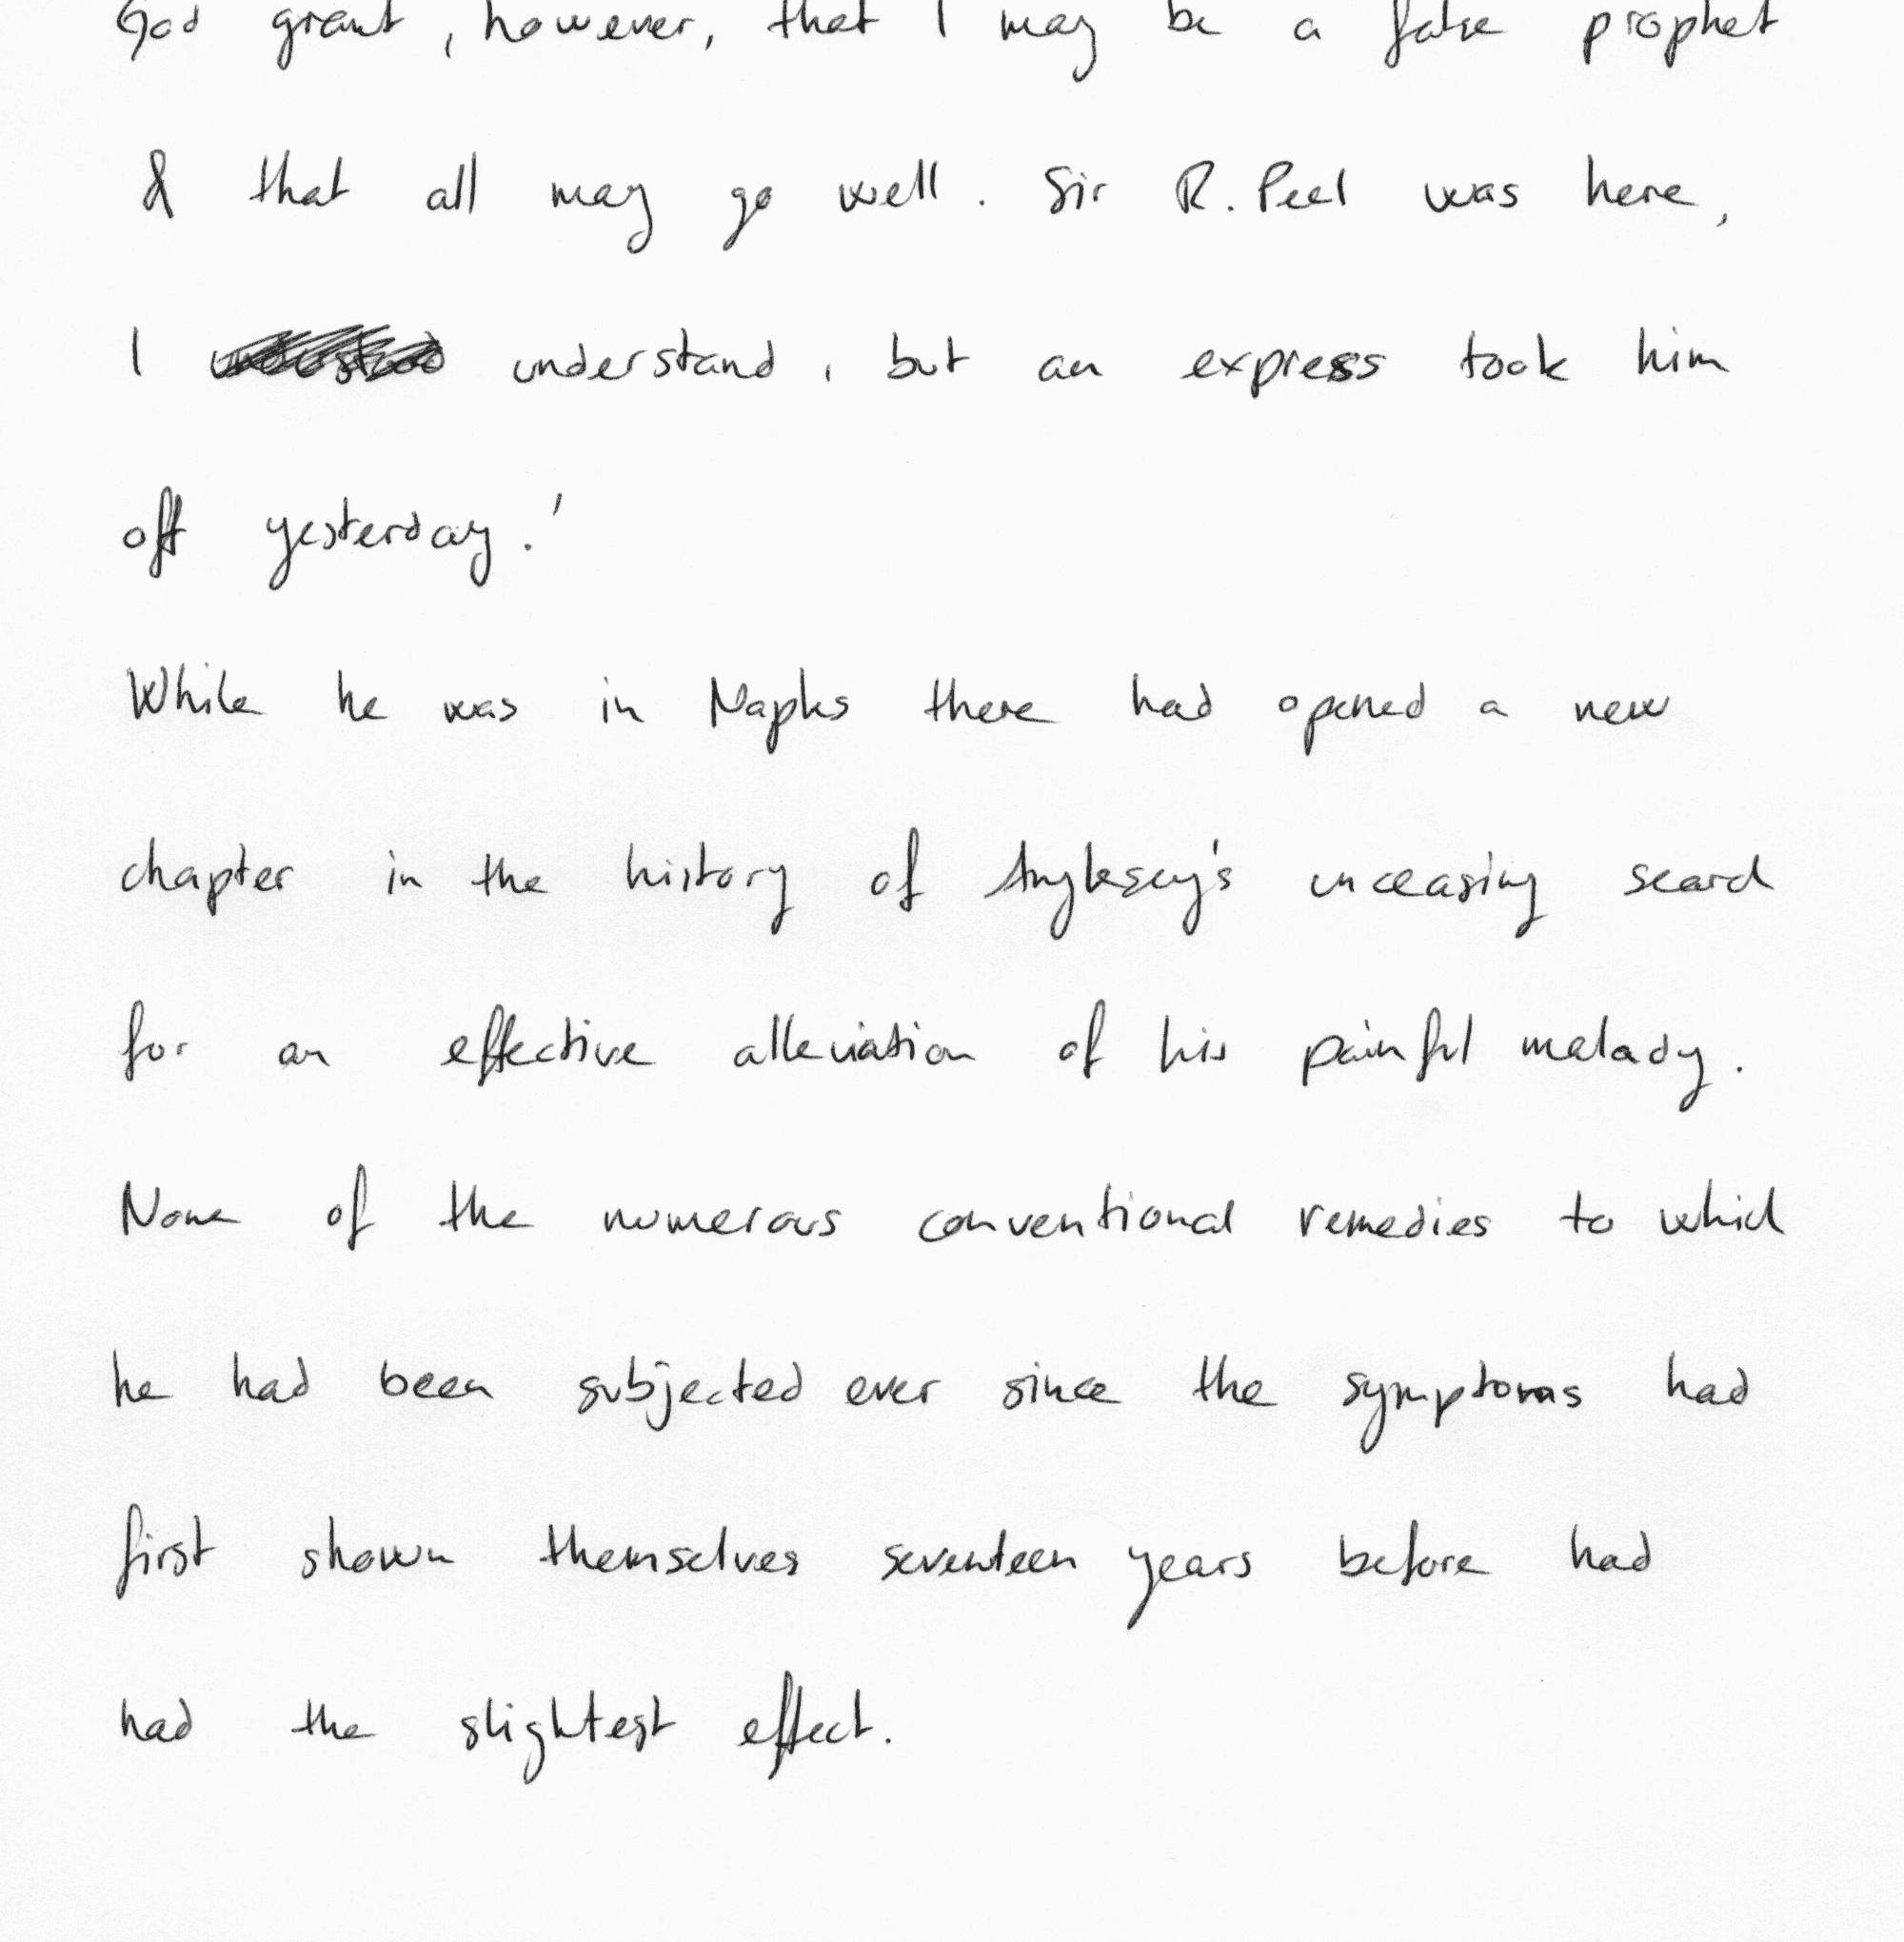 God grant, however, that I may be a false prophet
& that all may go well. Sir R. Peel was here,
I understand, but an express took him
off yesterday.'
While he was in Naples there had opened a new
chapter in the history of Anglesey's unceasing search
for an effective alleviation of his painful malady.
None of the numerous conventional remedies to which
he had been subjected ever since the symptoms had
first shown themselves seventeen years before had
had the slightest effect.